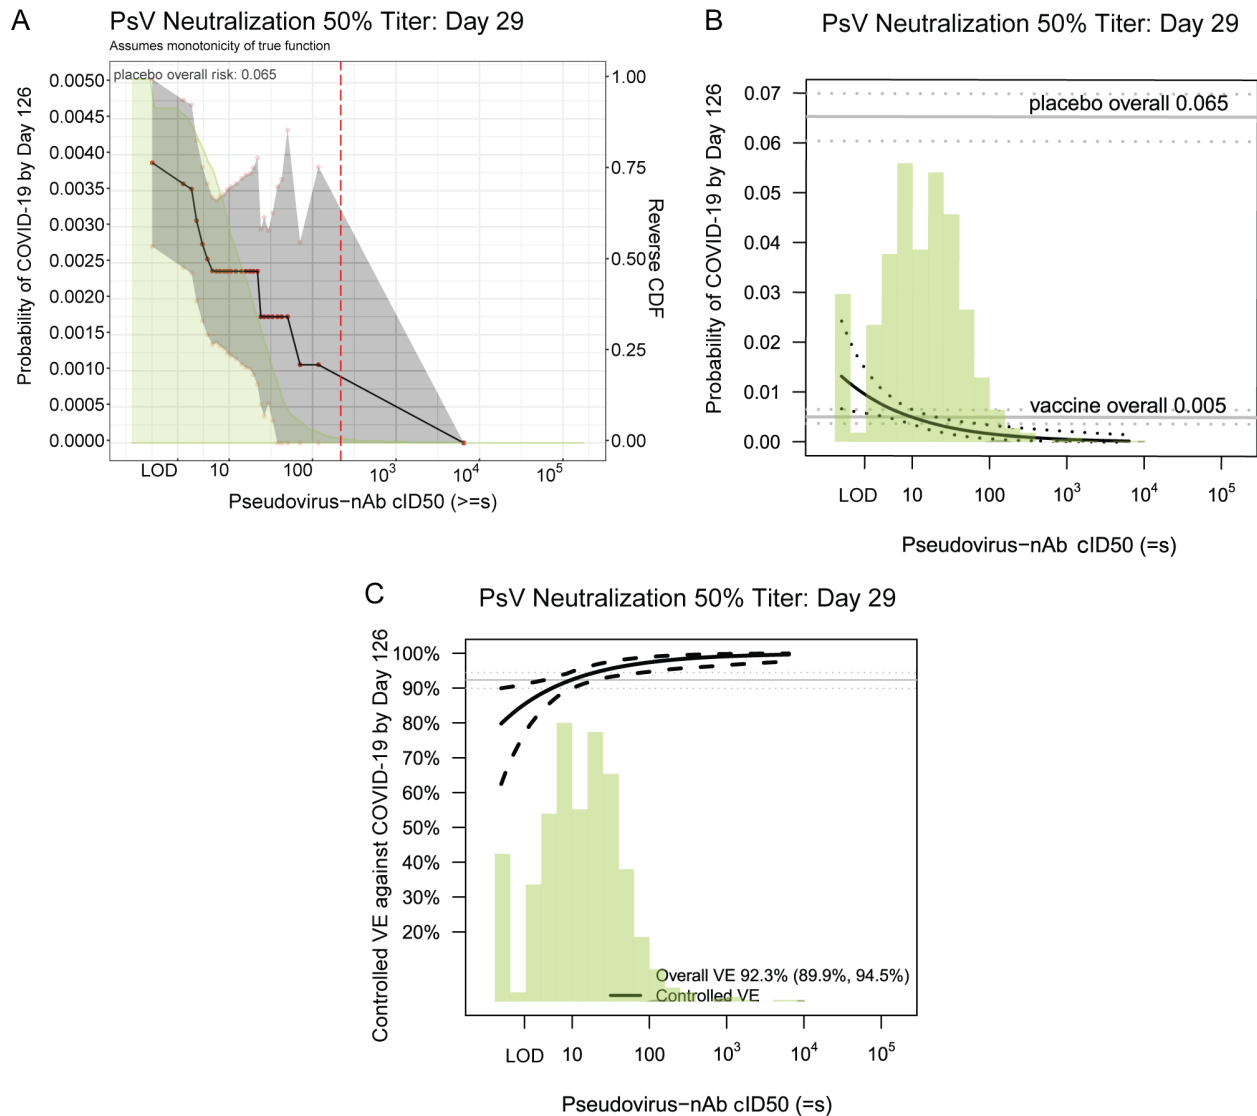 A
PsV Neutralization 50% Titer: Day 29
Assumes monotonicity of true function
placebo overall risk: 0.065
Probability of COVID-19 by Day 126
0.0050
0.0045
0.0040
0.0035
0.0030
0.0025
0.0020
0.0015
0.0010
0.0005
0.0000
1.00
0.75
0.50
0.25
0.00
Reverse CDF
LOD 10 100 10³ 10⁴ 10⁵
Pseudovirus−nAb cID50 (>=s)
B
PsV Neutralization 50% Titer: Day 29
Probability of COVID-19 by Day 126
0.07
0.06
0.05
0.04
0.03
0.02
0.01
0.00
placebo overall 0.065
vaccine overall 0.005
LOD 10 100 10³ 10⁴ 10⁵
Pseudovirus−nAb cID50 (=s)
C
PsV Neutralization 50% Titer: Day 29
Controlled VE against COVID-19 by Day 126
100%
90%
80%
70%
60%
50%
40%
30%
20%
Overall VE 92.3% (89.9%, 94.5%)
Controlled VE
LOD 10 100 10³ 10⁴ 10⁵
Pseudovirus−nAb cID50 (=s)